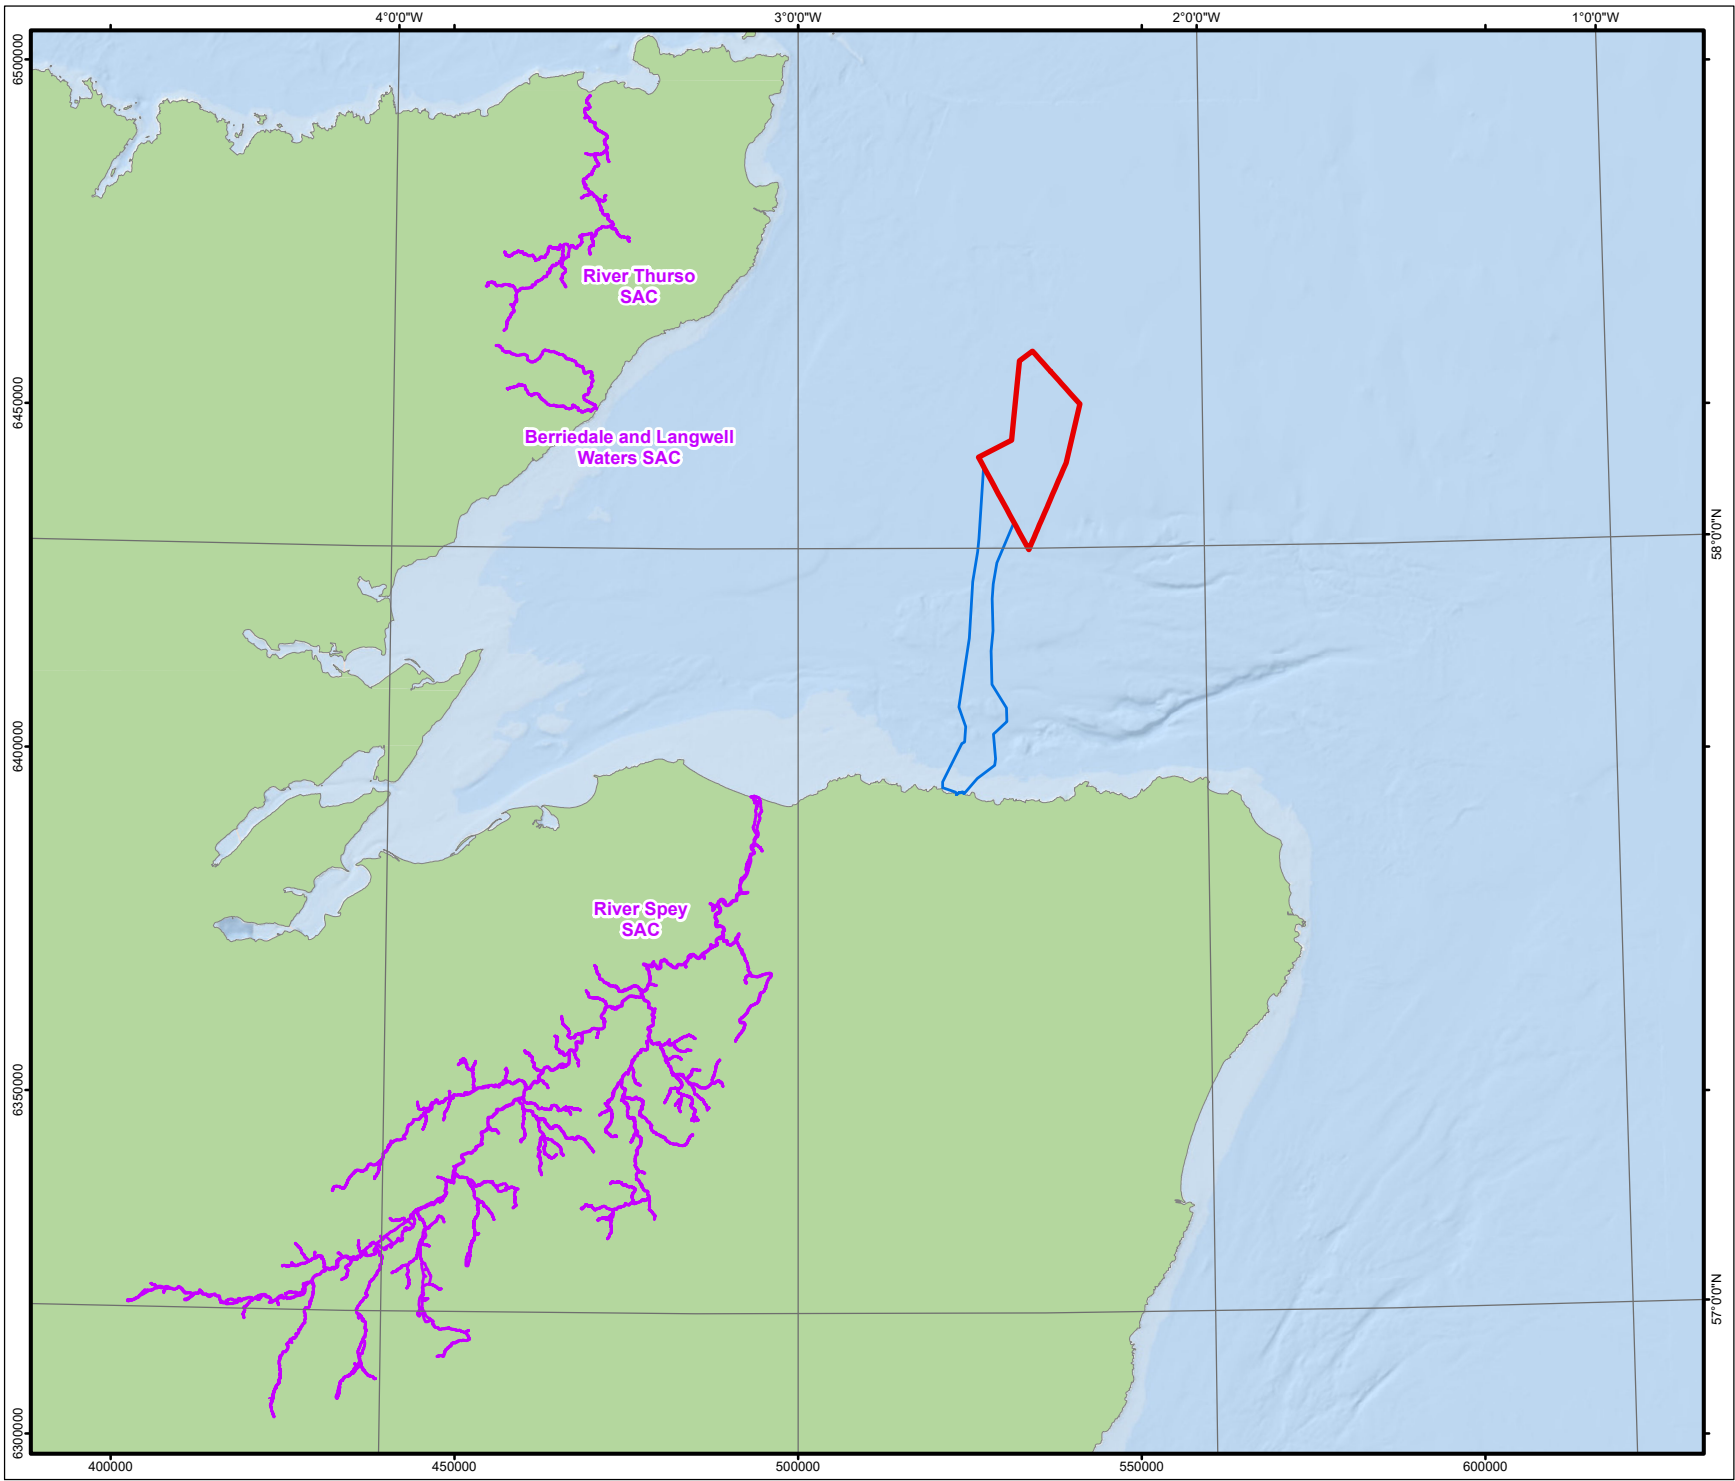 4°0'0"W
3°0'0"W
2°0'0"W
1°0'0"W
6500000
6450000
6400000
6350000
6300000
58°0'0"N
57°0'0"N
River Thurso
SAC
Berriedale and Langwell
Waters SAC
River Spey
SAC
400000
450000
500000
550000
600000